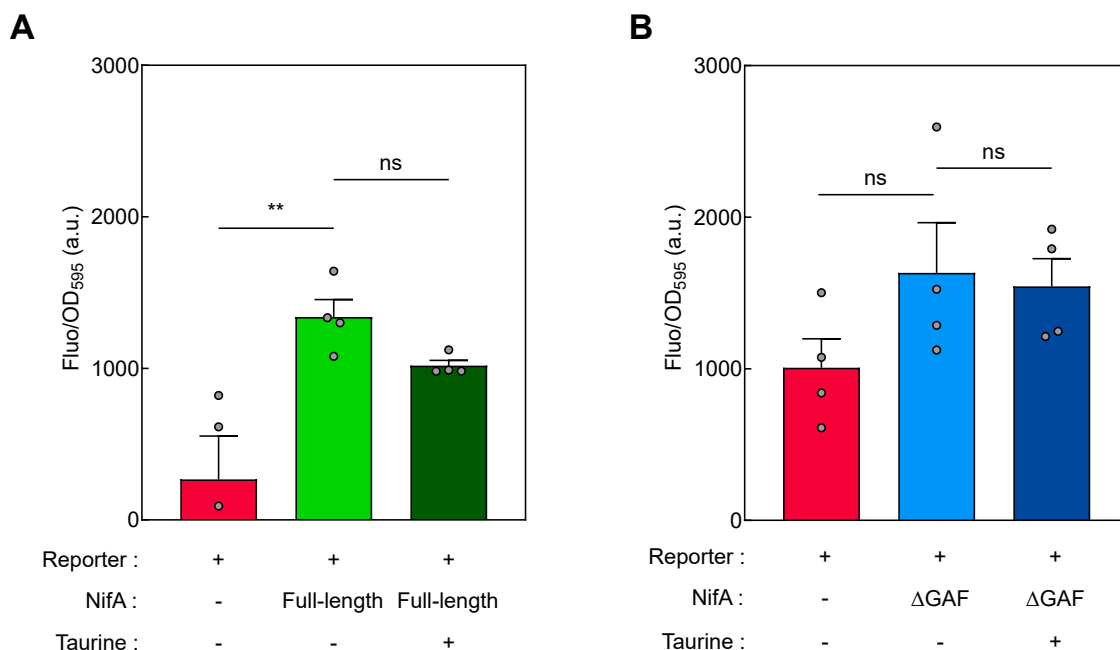 A
Fluo/OD595 (a.u.)
3000
2000
1000
0
**
ns
Reporter : + + +
NifA : - Full-length Full-length
Taurine : - - +
B
Fluo/OD595 (a.u.)
3000
2000
1000
0
ns
ns
Reporter : + + +
NifA : - ΔGAF ΔGAF
Taurine : - - +